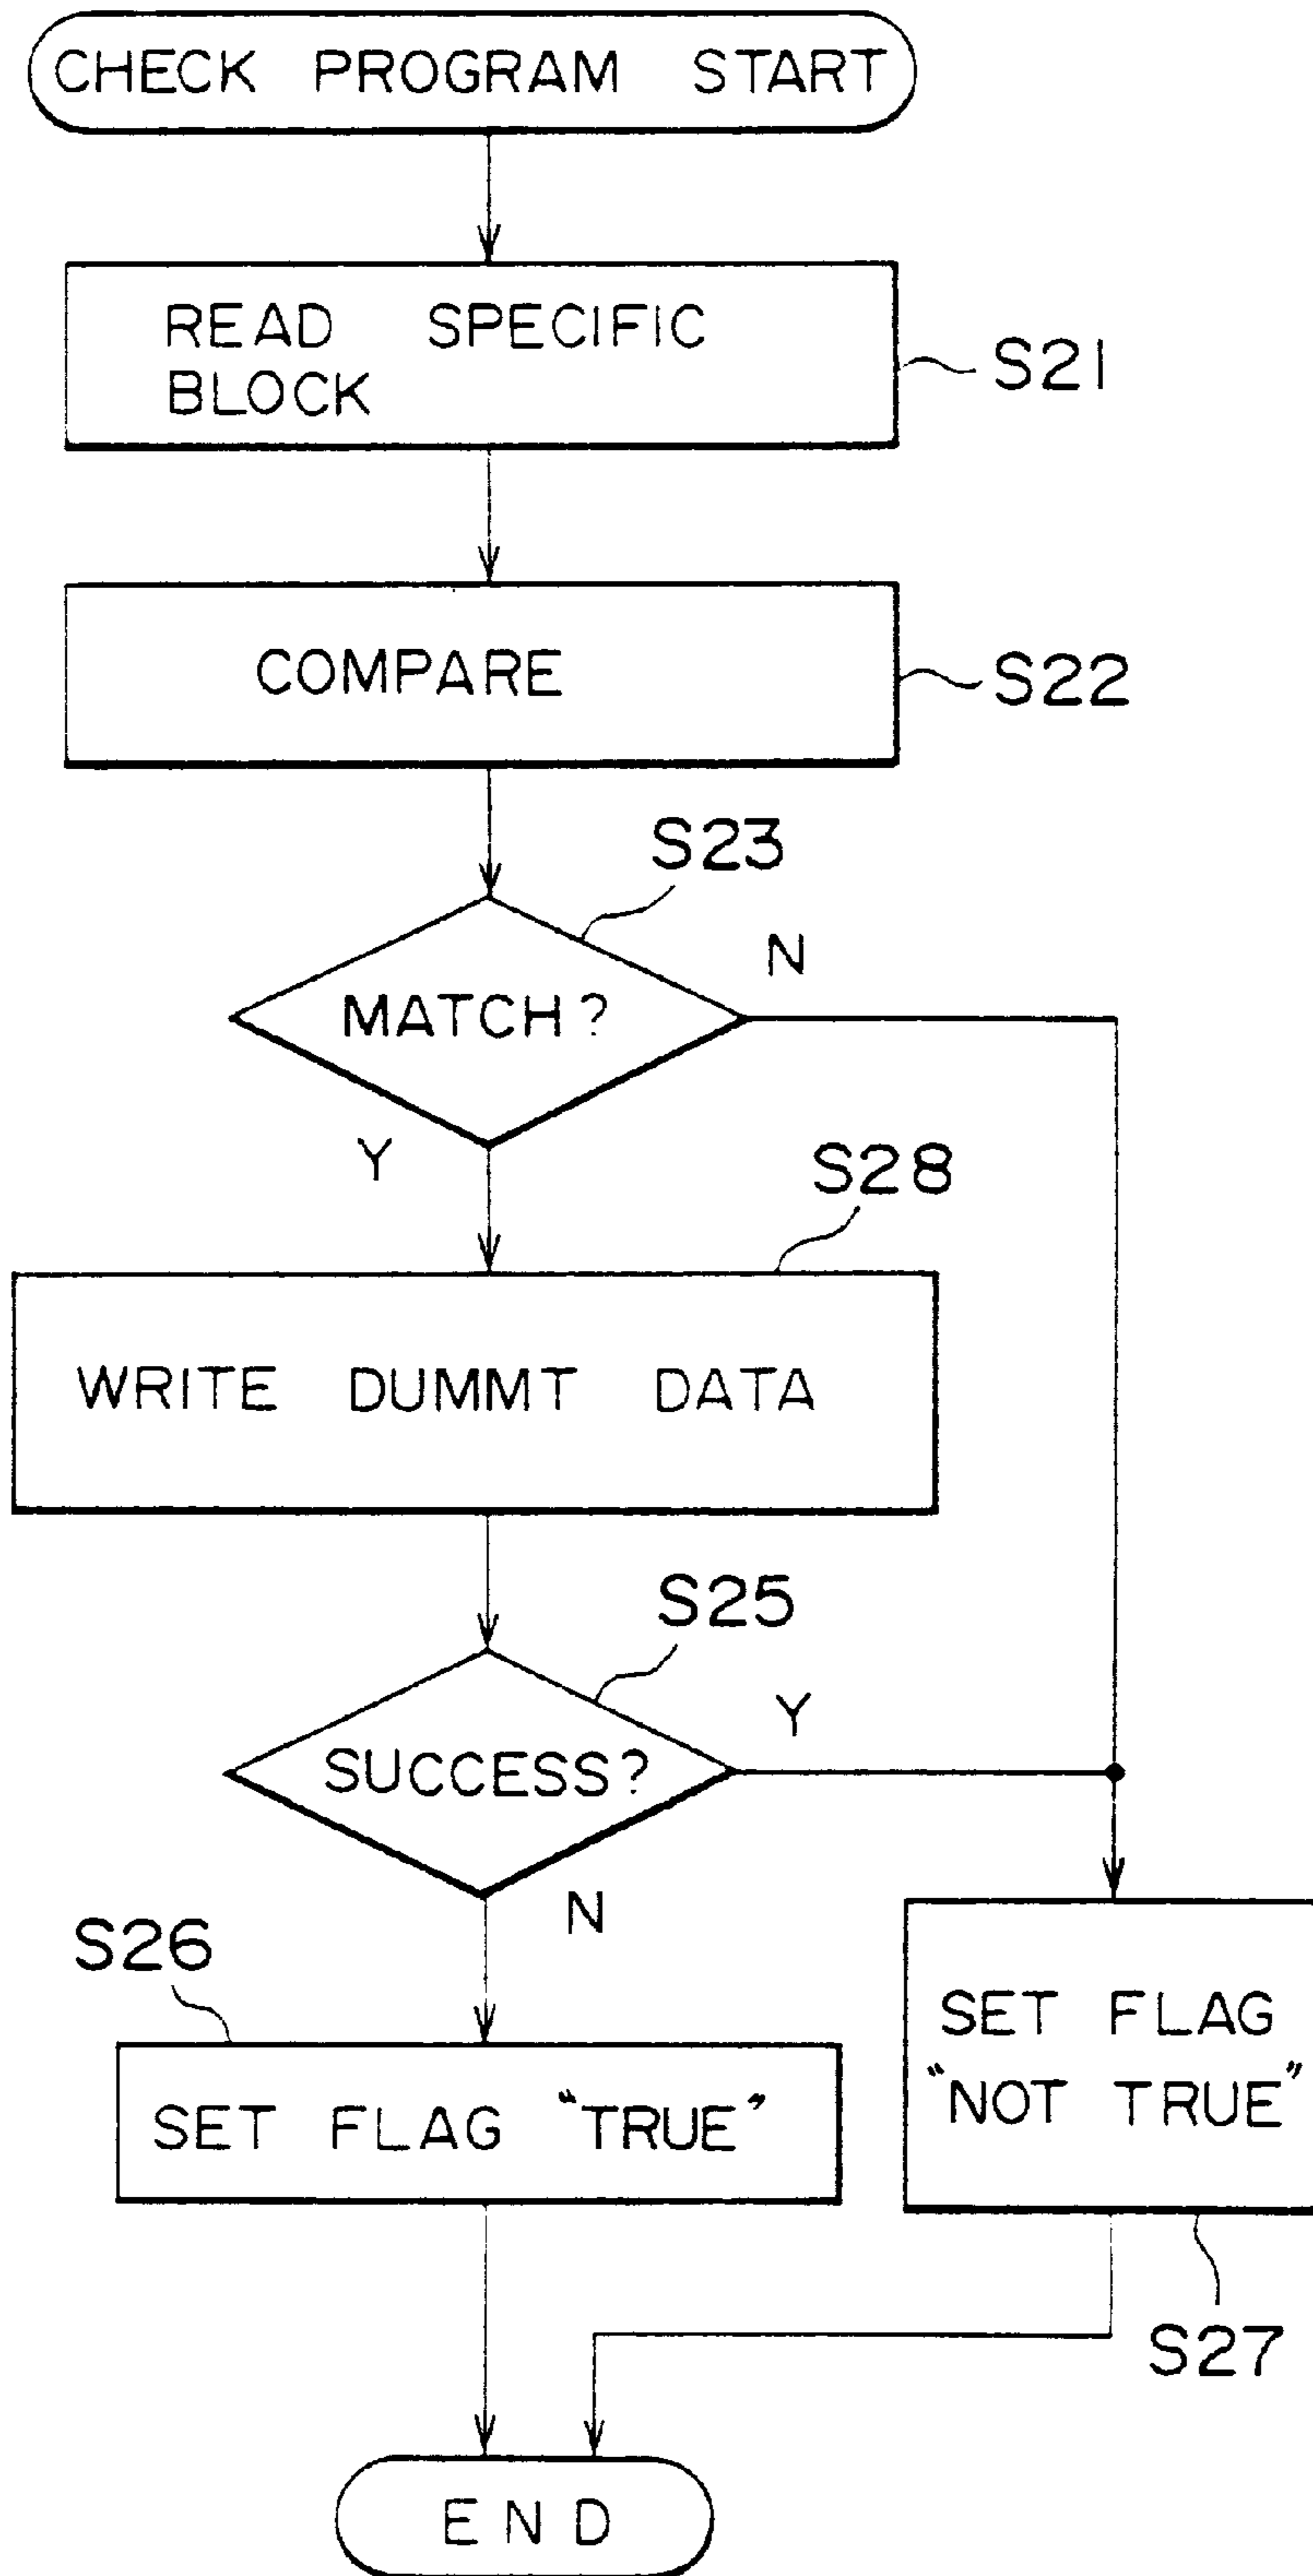 CHECK PROGRAM START
READ SPECIFIC
BLOCK
S21
COMPARE
S22
S23
MATCH?
N
Y
S28
WRITE DUMMT DATA
S25
SUCCESS?
Y
N
S26
SET FLAG "TRUE"
SET FLAG
"NOT TRUE"
S27
END